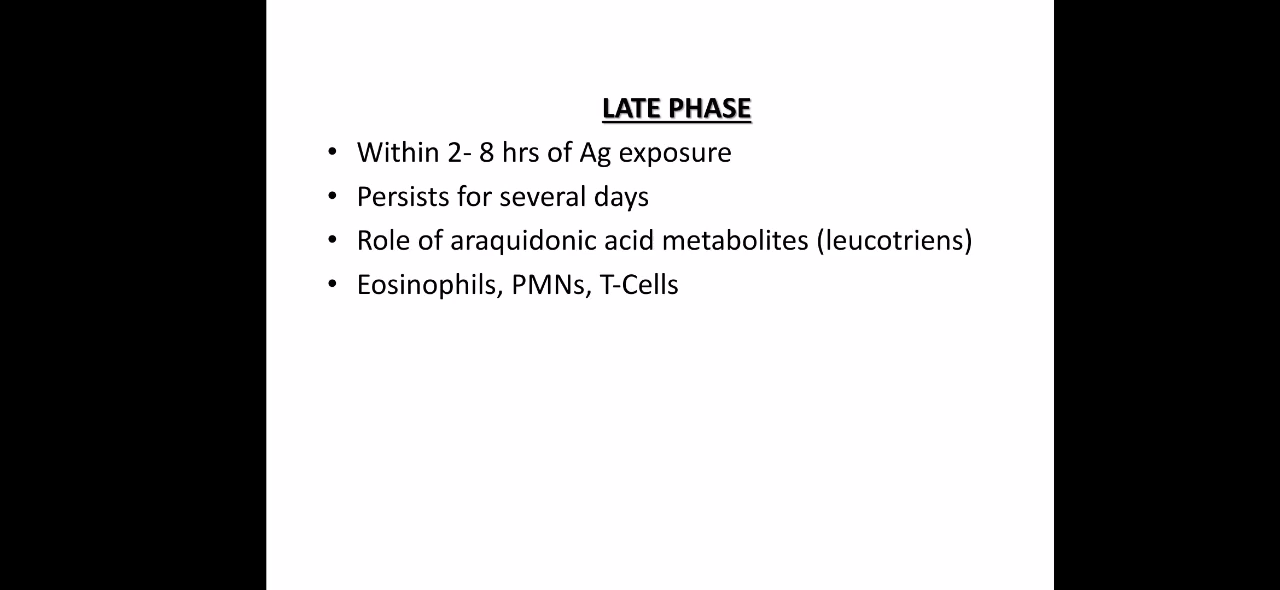 LATE PHASE
• Within 2- 8 hrs of Ag exposure
• Persists for several days
• Role of araquidonic acid metabolites (leucotriens)
• Eosinophils, PMNs, T-Cells